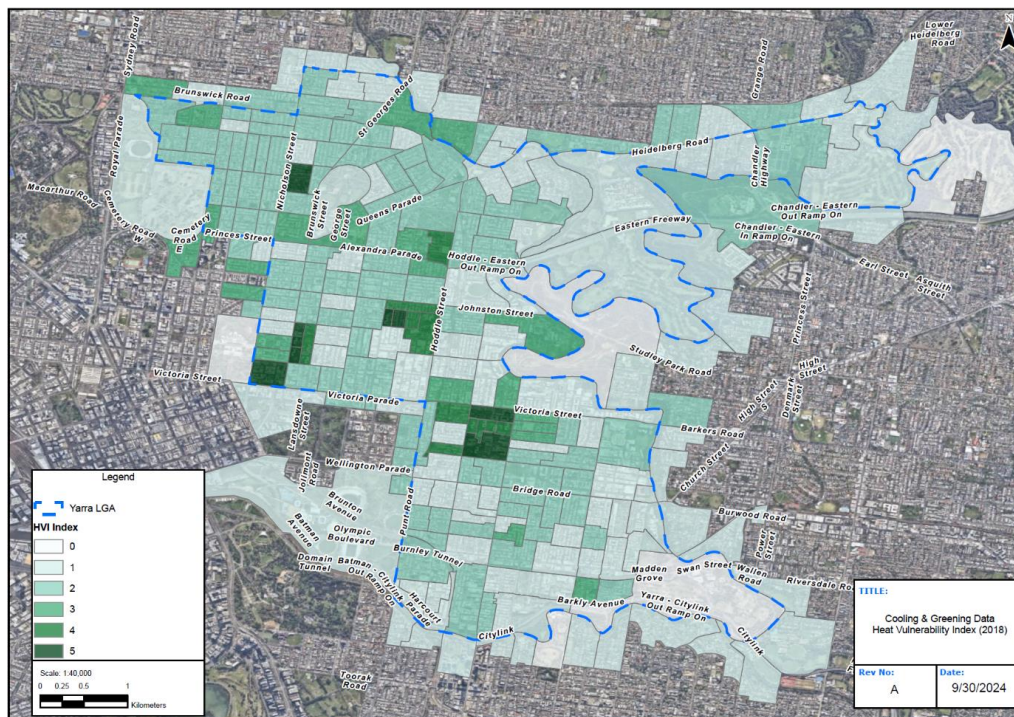 Sydney Road
Lower
Heidelberg
Road
N
Grange Road
Brunswick Road
St Georges Road
Royal Parade
Heidelberg Road
Chandler
Highway
Nicholson Street
Macarthur Road
Cemetery Road
W
Cemetery
Road
E
Princes Street
Brunswick
Street
George
Street
Queens Parade
Chandler - Eastern
Out Ramp On
Eastern Freeway
Chandler - Eastern
In Ramp On
Alexandra Parade
Hoddle - Eastern
Out Ramp On
Earl Street
Asquith
Street
Johnston Street
Hoddle Street
Princess Street
Studley Park Road
Victoria Street
Victoria Parade
Victoria Street
High Street
S
High
Street
Denmark
Street
Lansdowne
Street
Barkers Road
Church Street
Jolimont
Road
Wellington Parade
Bridge Road
Punt Road
Brunton
Avenue
Batman
Avenue
Olympic
Boulevard
Burwood Road
Power
Street
Burnley Tunnel
Domain
Tunnel
Batman - Citylink
Out Ramp On
Harcourt
Parade
Madden
Grove
Swan Street
Wallen
Road
Riversdale Ro
Barkly Avenue
Yarra - Citylink
Out Ramp On
Citylink
Citylink
Toorak
Road
Legend
Yarra LGA
HVI Index
0
1
2
3
4
5
Scale: 1:40,000
0 0.25 0.5 1
Kilometers
TITLE:
Cooling & Greening Data
Heat Vulnerability Index (2018)
Rev No:
A
Date:
9/30/2024